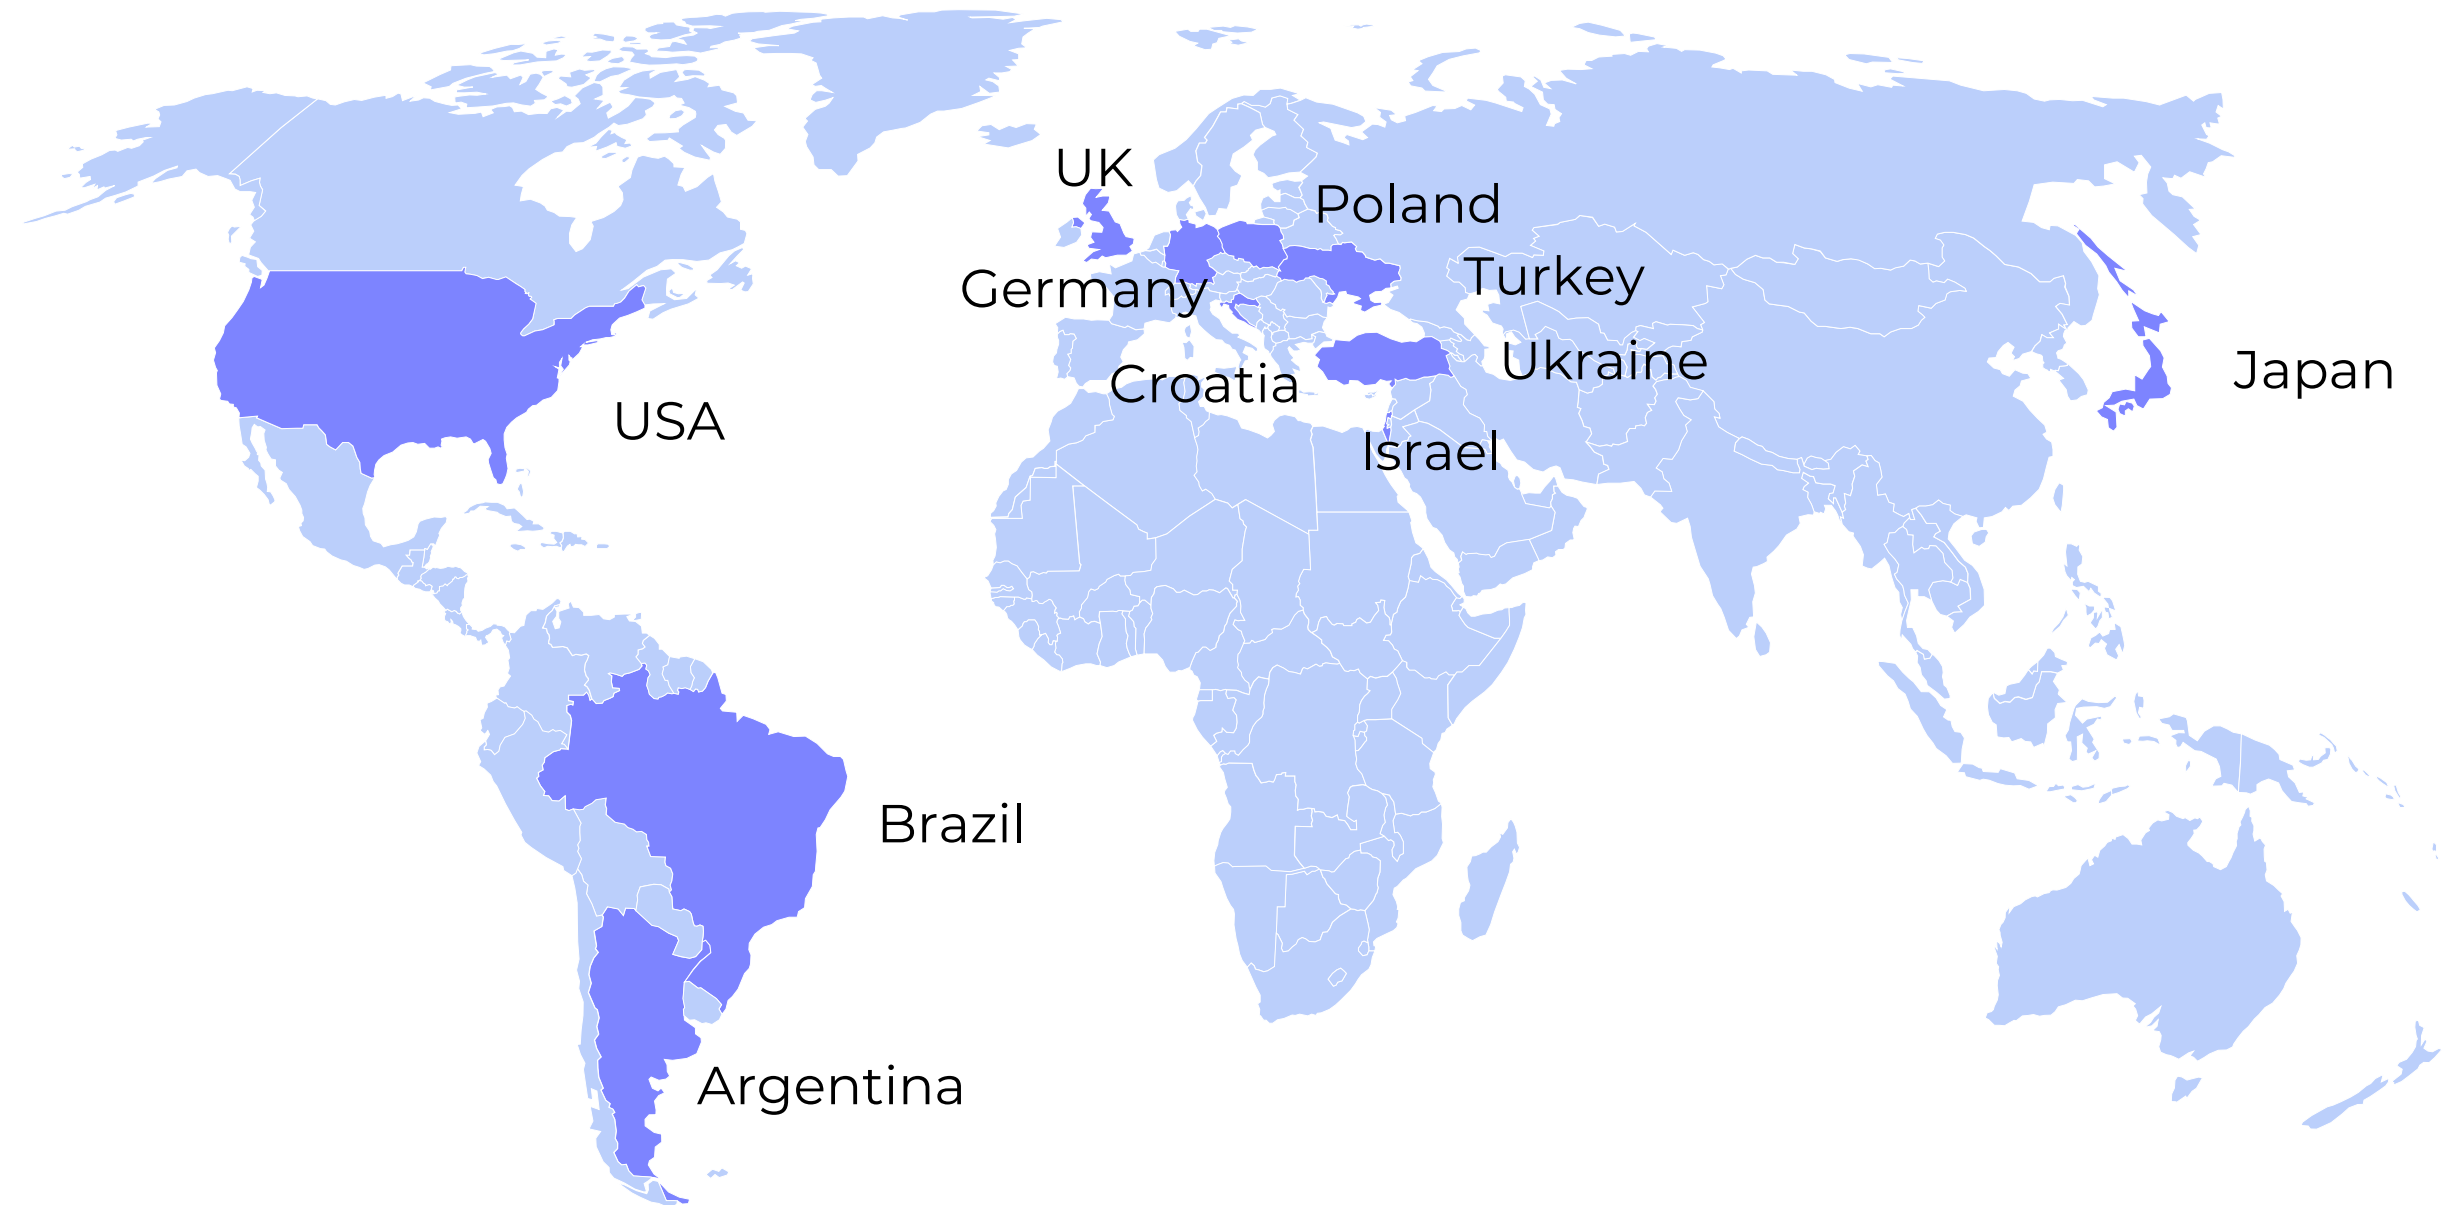 UK
Poland
Germany
Turkey
Ukraine
Croatia
Japan
USA
Israel
Brazil
Argentina